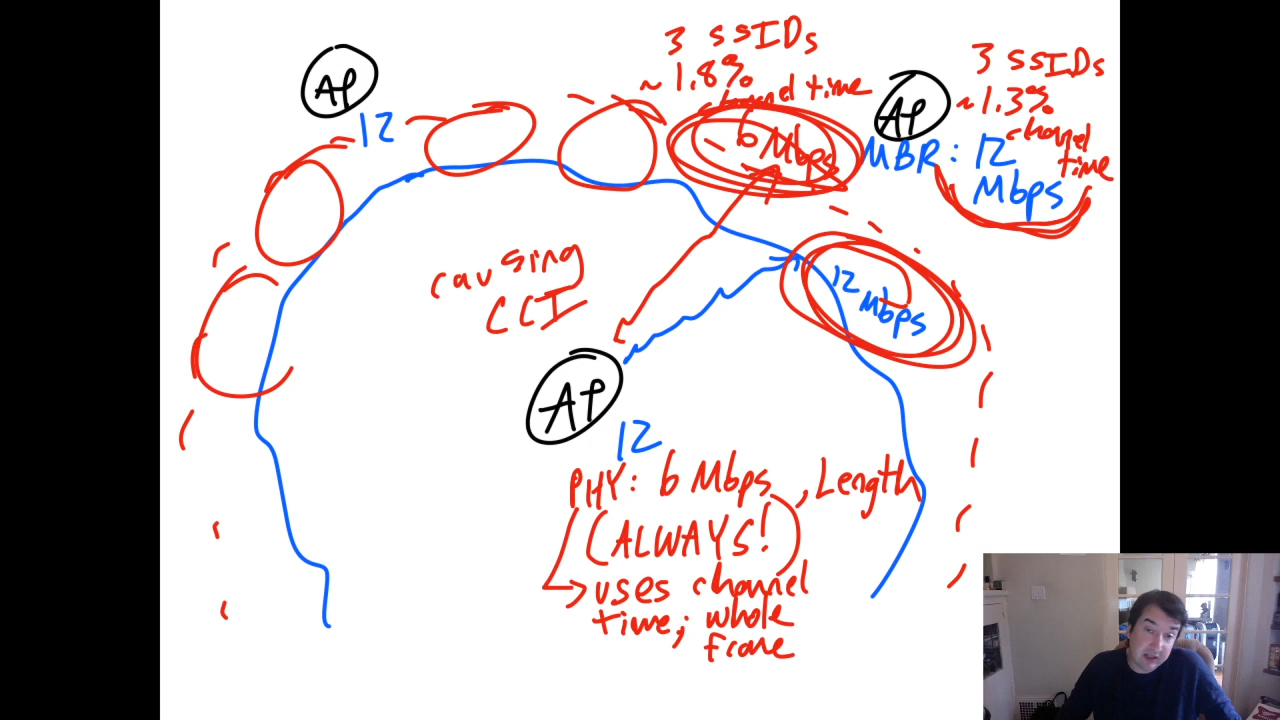 3 SSIDs
~1.8%
channel time
AP
12
6 Mbps
AP
3 SSIDs
~1.3%
channel
time
MBR: 12
Mbps
causing
CCI
12
Mbps
AP
12
PHY: 6 Mbps, Length
(ALWAYS!)
uses channel
time; whole
frame